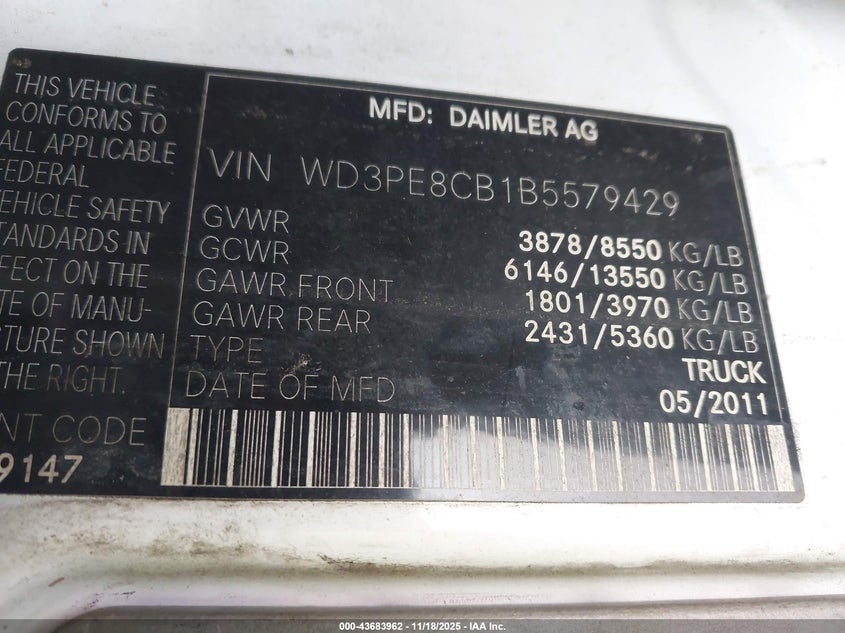 THIS VEHICLE
CONFORMS TO
ALL APPLICABLE
FEDERAL
VEHICLE SAFETY
TANDARDS IN
FECT ON THE
TE OF MANU-
CTURE SHOWN
THE RIGHT.
NT CODE
9147
MFD: DAIMLER AG
VIN WD3PE8CB1B5579429
GVWR 3878/8550 KG/LB
GCWR 6146/13550 KG/LB
GAWR FRONT 1801/3970 KG/LB
GAWR REAR 2431/5360 KG/LB
TYPE TRUCK
DATE OF MFD 05/2011
000-43683962 - 11/18/2025 - IAA Inc.